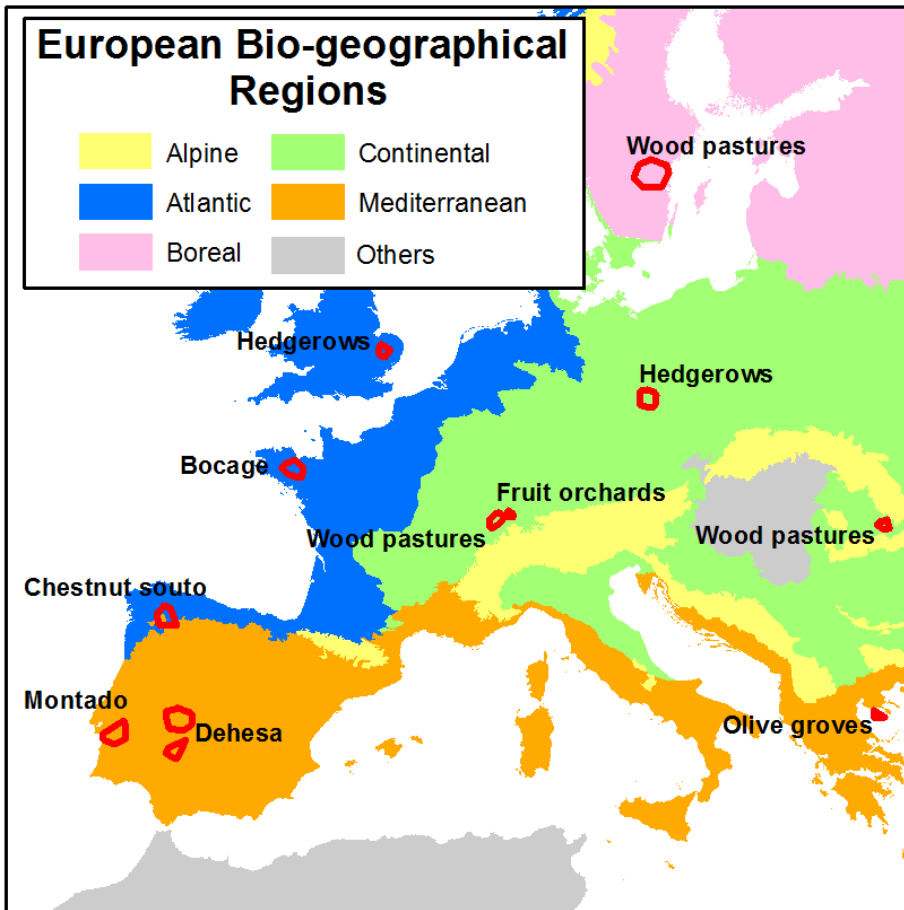 European Bio-geographical
Regions
Alpine
Continental
Atlantic
Mediterranean
Boreal
Others
Wood pastures
Hedgerows
Hedgerows
Bocage
Fruit orchards
Wood pastures
Wood pastures
Chestnut souto
Montado
Dehesa
Olive groves